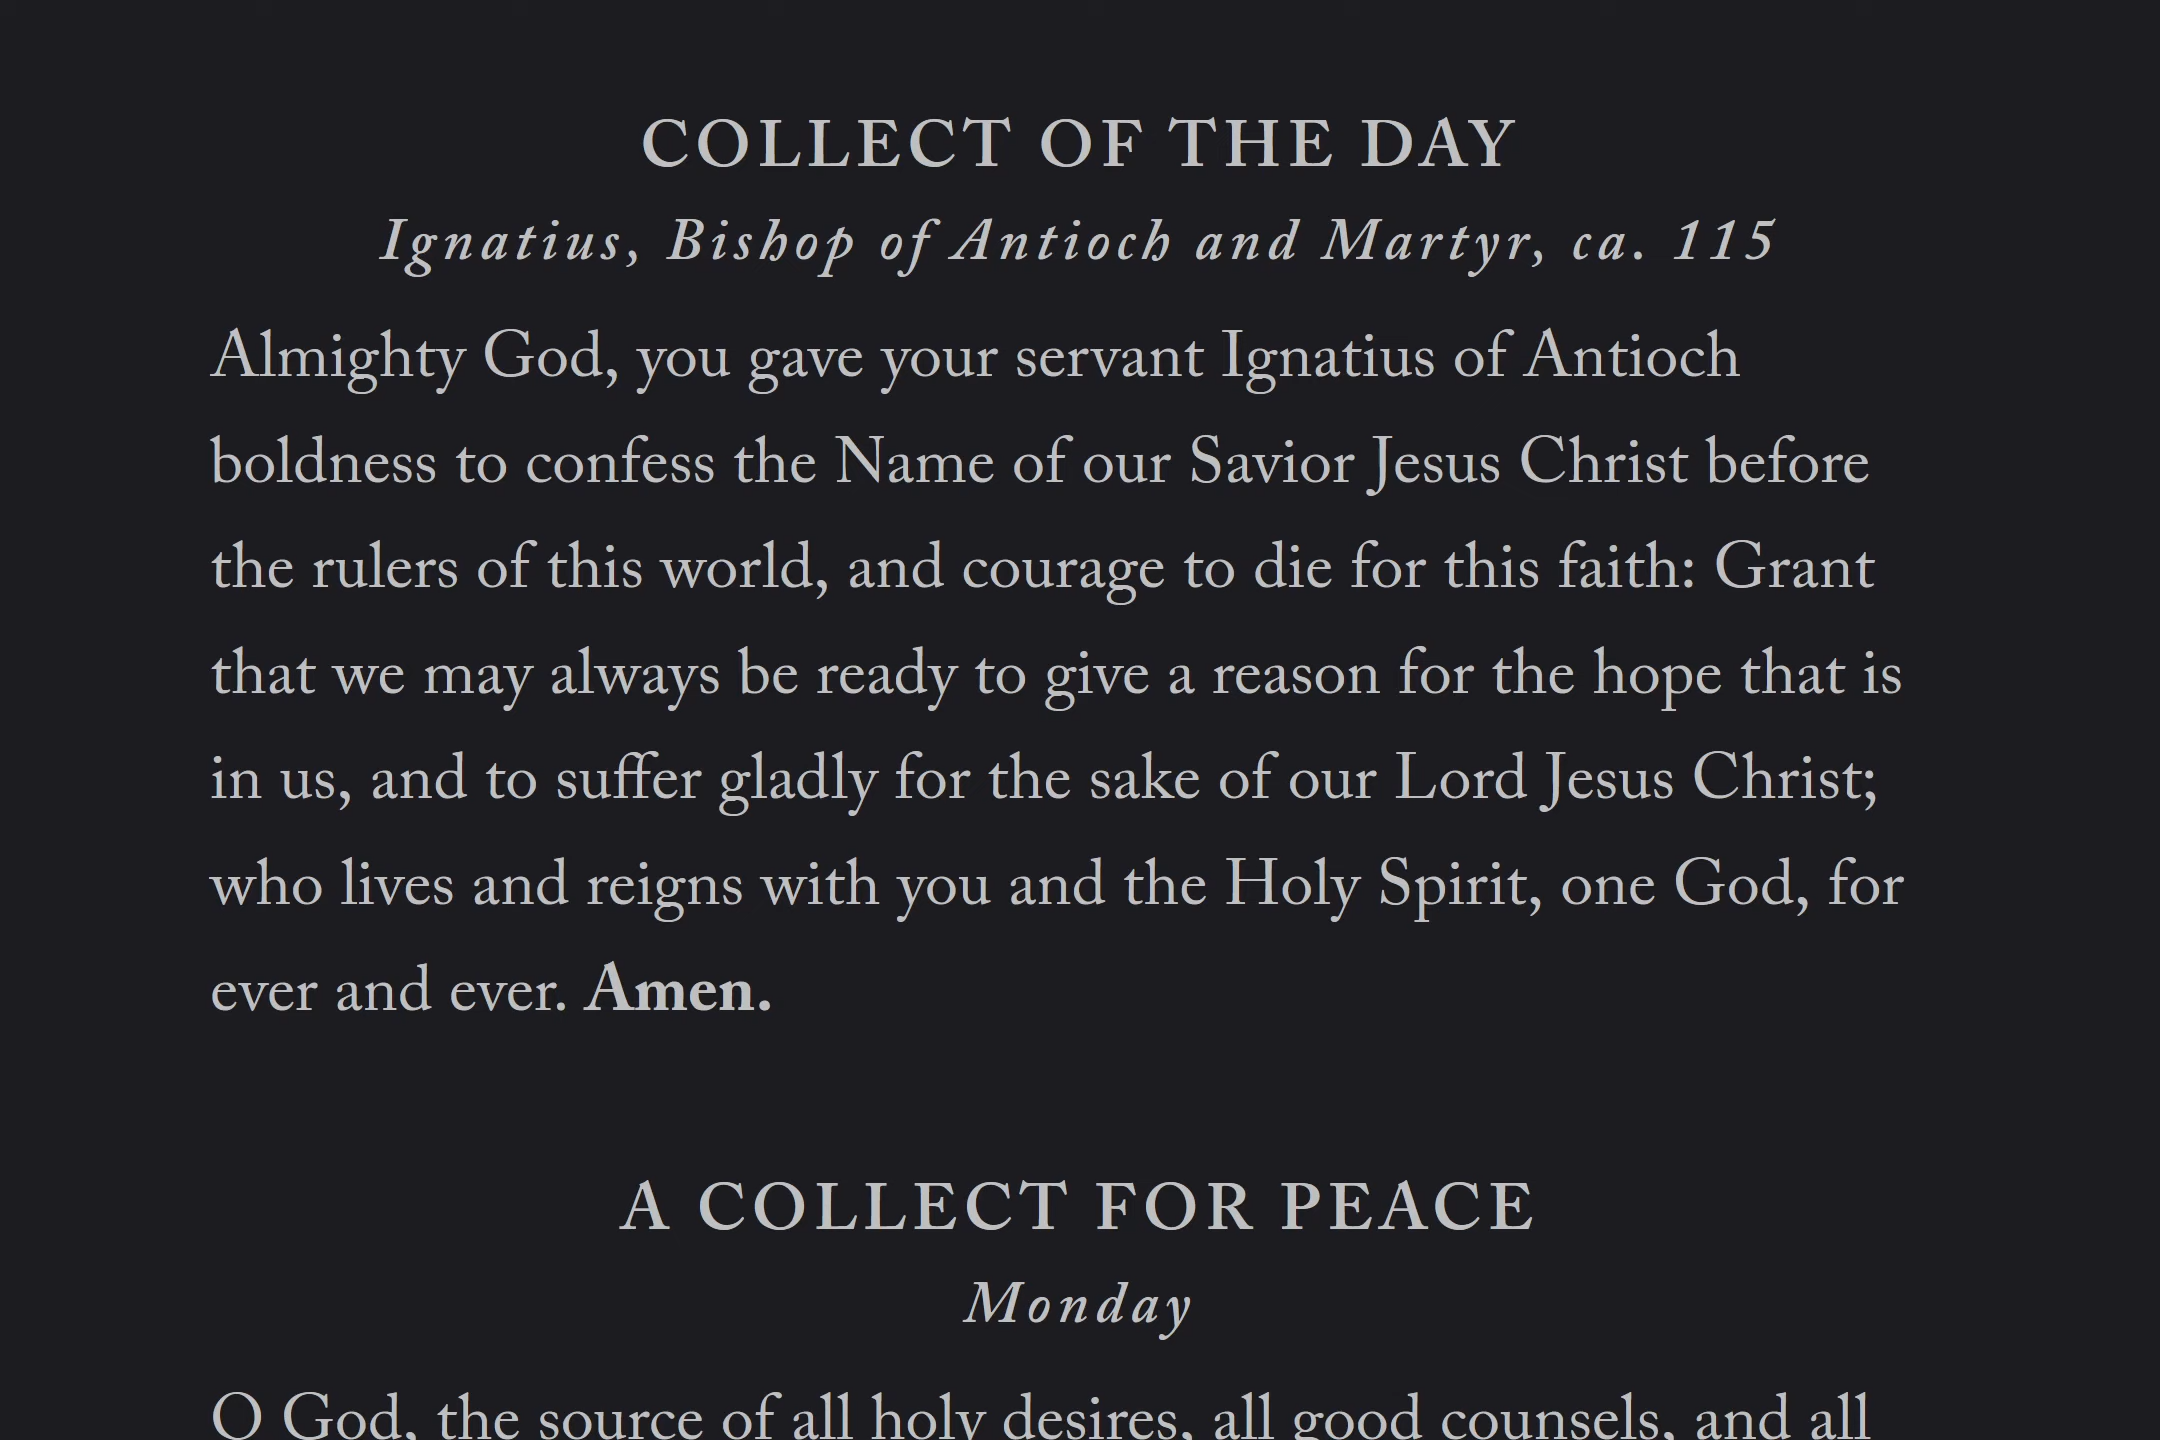 COLLECT OF THE DAY
Ignatius, Bishop of Antioch and Martyr, ca. 115
Almighty God, you gave your servant Ignatius of Antioch
boldness to confess the Name of our Savior Jesus Christ before
the rulers of this world, and courage to die for this faith: Grant
that we may always be ready to give a reason for the hope that is
in us, and to suffer gladly for the sake of our Lord Jesus Christ;
who lives and reigns with you and the Holy Spirit, one God, for
ever and ever. Amen.
A COLLECT FOR PEACE
Monday
O God, the source of all holy desires, all good counsels, and all